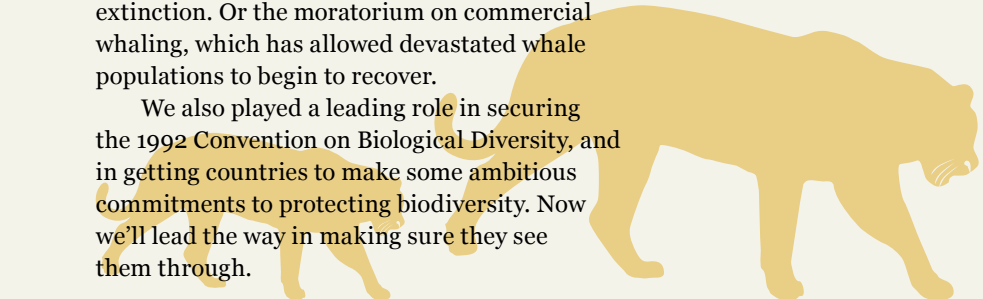 extinction. Or the moratorium on commercial
whaling, which has allowed devastated whale
populations to begin to recover.
We also played a leading role in securing
the 1992 Convention on Biological Diversity, and
in getting countries to make some ambitious
commitments to protecting biodiversity. Now
we’ll lead the way in making sure they see
them through.